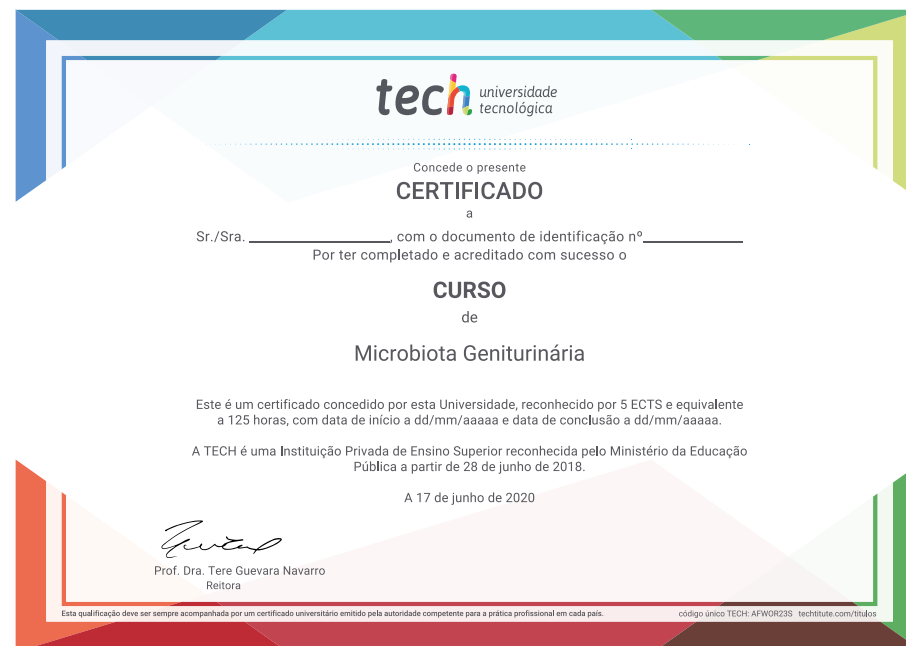 tech universidade
tecnológica
Concede o presente
CERTIFICADO
a
Sr./Sra. ________________, com o documento de identificação nº____________
Por ter completado e acreditado com sucesso o
CURSO
de
Microbiota Geniturinária
Este é um certificado concedido por esta Universidade, reconhecido por 5 ECTS e equivalente
a 125 horas, com data de início a dd/mm/aaaaa e data de conclusão a dd/mm/aaaaa.
A TECH é uma Instituição Privada de Ensino Superior reconhecida pelo Ministério da Educação
Pública a partir de 28 de junho de 2018.
A 17 de junho de 2020
Prof. Dra. Tere Guevara Navarro
Reitora
Esta qualificação deve ser sempre acompanhada por um certificado universitário emitido pela autoridade competente para a prática profissional em cada país. código único TECH: AFWOR23S techtitute.com/titulos